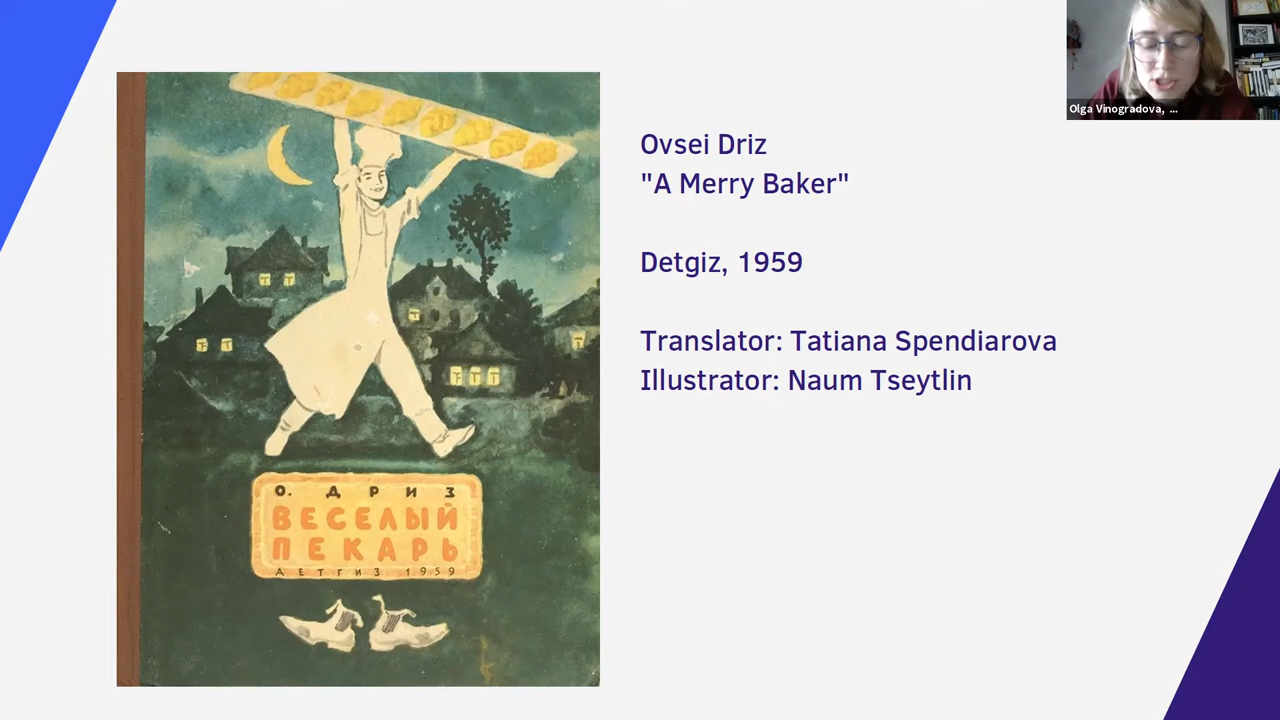 О. ДРИЗ
ВЕСЕЛЫЙ
ПЕКАРЬ
ДЕТГИЗ 1959
Ovsei Driz
"A Merry Baker"
Detgiz, 1959
Translator: Tatiana Spendiarova
Illustrator: Naum Tseytlin
Olga Vinogradova, ...